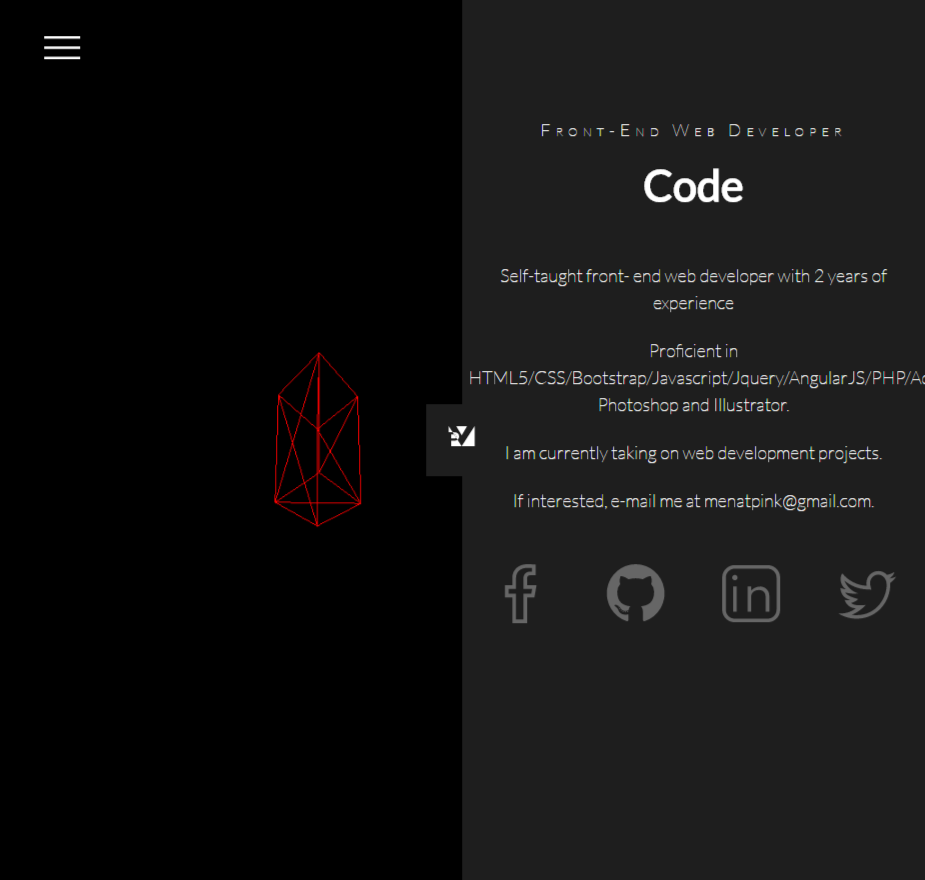 Front-End Web Developer
Code
Self-taught front- end web developer with 2 years of
experience
Proficient in
HTML5/CSS/Bootstrap/Javascript/Jquery/AngularJS/PHP/
Photoshop and Illustrator.
I am currently taking on web development projects.
If interested, e-mail me at menatpink@gmail.com.